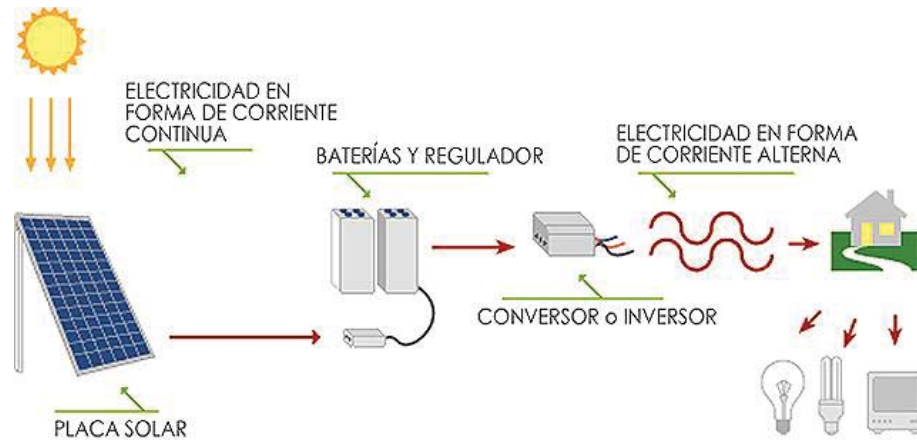 ELECTRICIDAD EN
FORMA DE CORRIENTE
CONTINUA
BATERÍAS Y REGULADOR
ELECTRICIDAD EN FORMA
DE CORRIENTE ALTERNA
CONVERSOR o INVERSOR
PLACA SOLAR